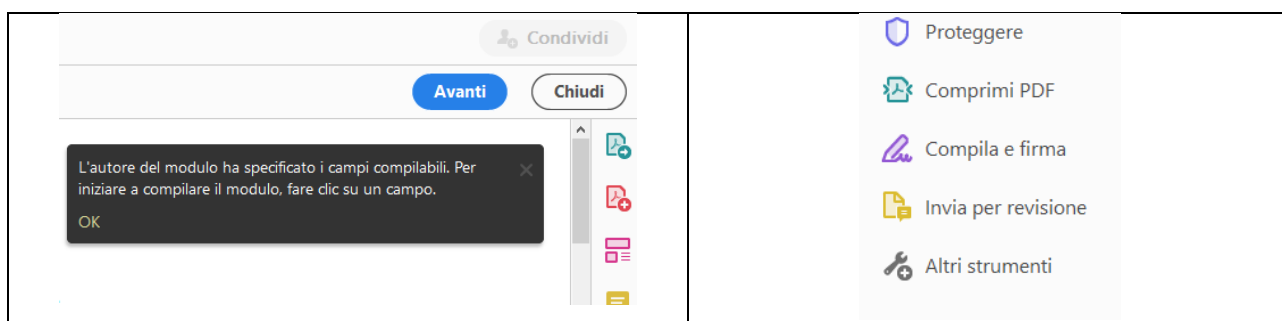 Condividi
Avanti
Chiudi
L'autore del modulo ha specificato i campi compilabili. Per
iniziare a compilare il modulo, fare clic su un campo.
OK
Proteggere
Comprimi PDF
Compila e firma
Invia per revisione
Altri strumenti